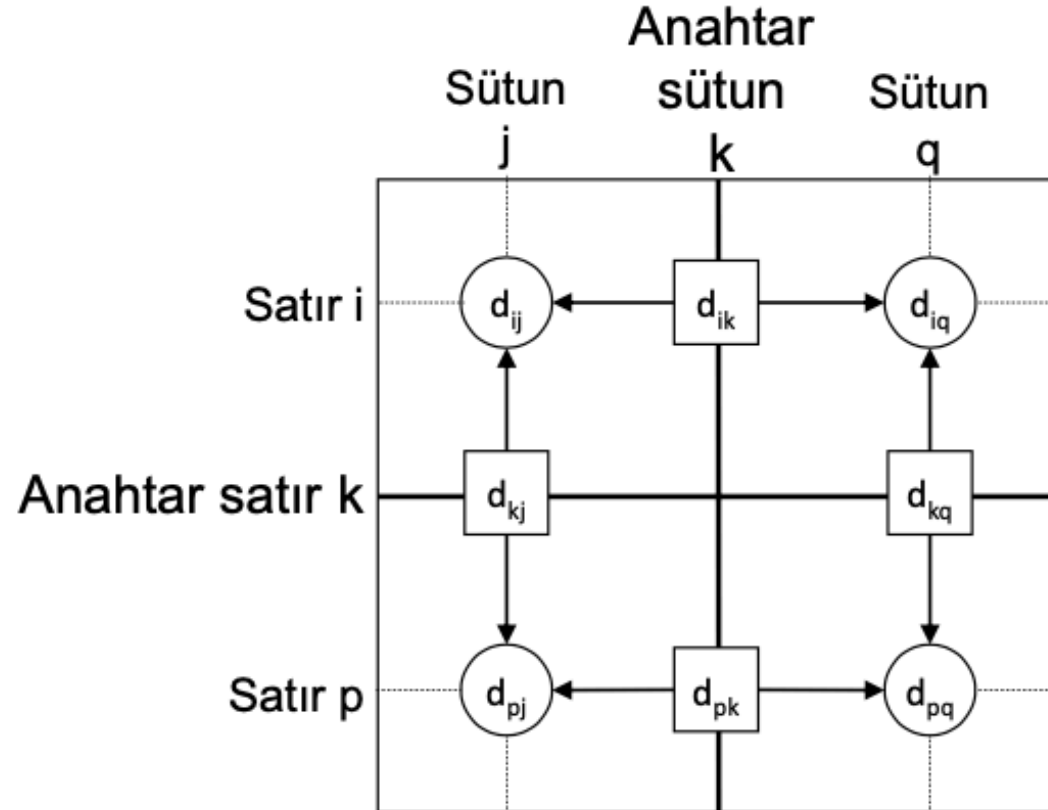 Anahtar
Sütun sütun Sütun
j k q
Satır i d_ij d_ik d_iq
Anahtar satır k d_kj d_kq
Satır p d_pj d_pk d_pq